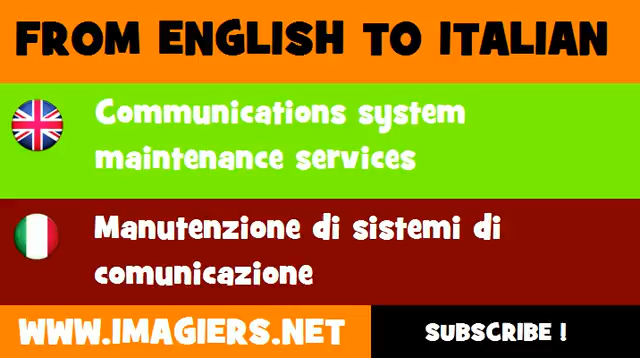 FROM ENGLISH TO ITALIAN
Communications system
maintenance services
Manutenzione di sistemi di
comunicazione
WWW.IMAGIERS.NET
SUBSCRIBE !